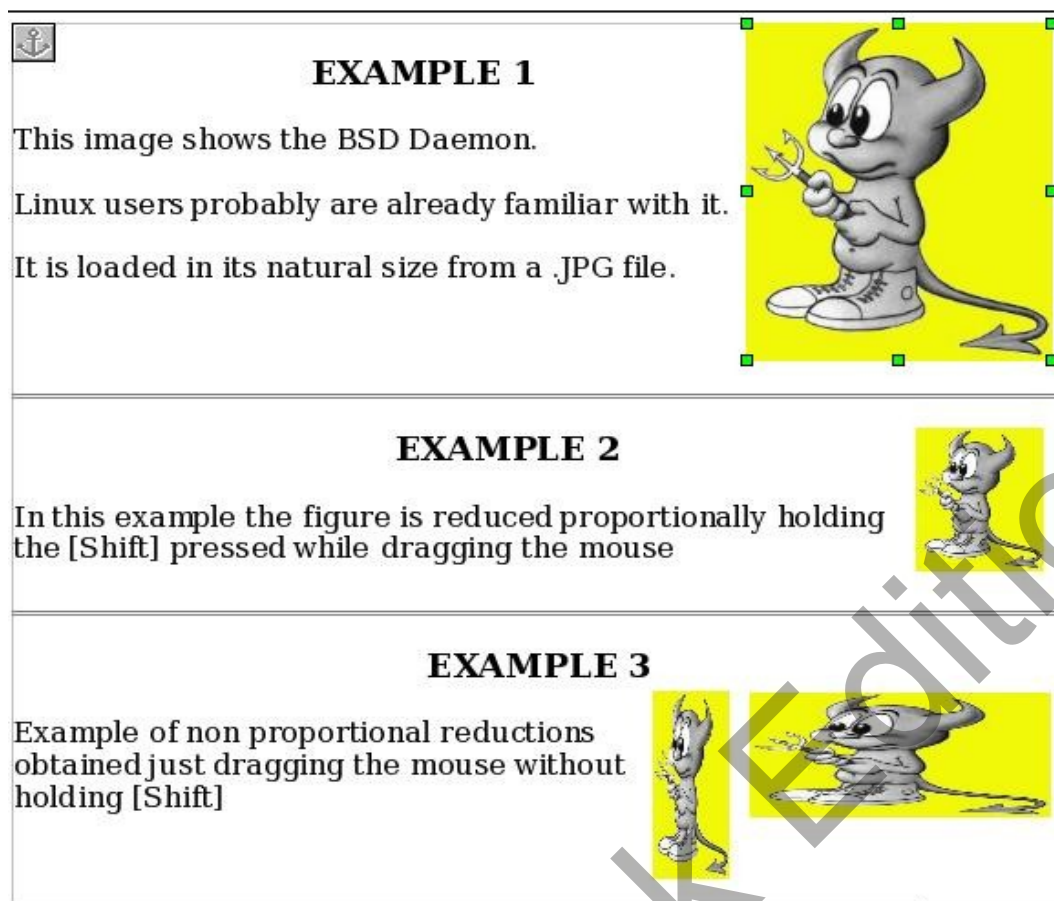 EXAMPLE 1
This image shows the BSD Daemon.
Linux users probably are already familiar with it.
It is loaded in its natural size from a .JPG file.
EXAMPLE 2
In this example the figure is reduced proportionally holding
the [Shift] pressed while dragging the mouse
EXAMPLE 3
Example of non proportional reductions
obtained just dragging the mouse without
holding [Shift]